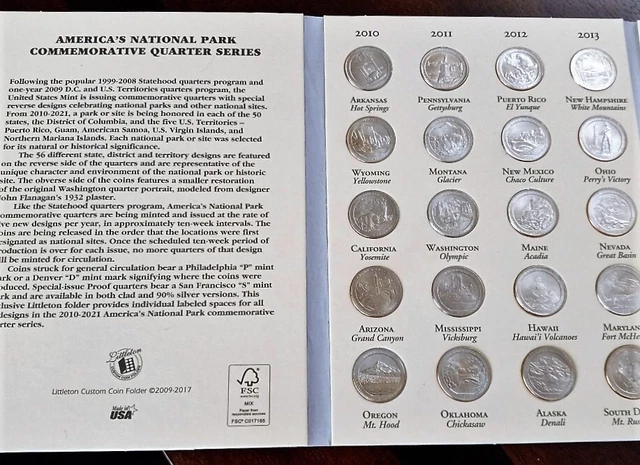 AMERICA'S NATIONAL PARK
COMMEMORATIVE QUARTER SERIES
Following the popular 1999-2008 Statehood quarters program and
one-year 2009 D.C. and U.S. Territories quarters program, the
United States Mint is issuing commemorative quarters with special
reverse designs celebrating national parks and other national sites.
From 2010-2021, a park or site is being honored in each of the 50
states, the District of Columbia, and the five U.S. Territities –
Puerto Rico, Guam, American Samoa, U.S. Virgin Islands, and
Northern Mariana Islands. Each national park or site was selected
for its natural or historical significance.
The 56 different state, district and territory designs are featured
on the reverse side of the quarters and are representative of the
unique character and environment of the national park or historic
site. The obverse side of the coins features a smaller restoration
of the original Washington quarter portrait, modeled from designer
John Flanagan's 1932 plaster.
Like the Statehood quarters program, America's National Park
commemorative quarters are being minted and issued at the rate of
five new designs per year, in approximately ten-week intervals. The
coins are being released in the order that the locations were first
designated as national sites. Once the scheduled ten-week period of
production is over for each issue, no more quarters of that design
will be minted for circulation.
Coins struck for general circulation bear a Philadelphia "P" mint
ark or a Denver "D" mint mark signifying where the coins were
oduced. Special-issue Proof quarters bear a San Francisco "S" mint
ark and are available in both clad and 90% silver versions. This
clusive Littleton folder provides individual labeled spaces for all
designs in the 2010-2021 America's National Park commemorative
rter series.
Littleton
Littleton Custom Coin Folder ©2009-2017
Made in
USA
FSC
MIX
Paper from
responsible sources
FSC® C017165
2010 2011 2012 2013
ARKANSAS PENNSYLVANIA PUERTO RICO NEW HAMPSHIRE
Hot Springs Gettysburg El Yunque White Mountains
WYOMING MONTANA NEW MEXICO OHIO
Yellowstone Glacier Chaco Culture Perry's Victory
CALIFORNIA WASHINGTON MAINE NEVADA
Yosemite Olympic Acadia Great Basin
ARIZONA MISSISSIPPI HAWAII MARYLAN
Grand Canyon Vicksburg Hawai'i Volcanoes Fort McHe
OREGON OKLAHOMA ALASKA SOUTH D
Mt. Hood Chickasaw Denali Mt. Rus